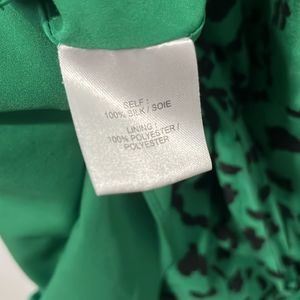 SELF :
100% SILK / SOIE
LINING :
100% POLYESTER /
POLYESTER